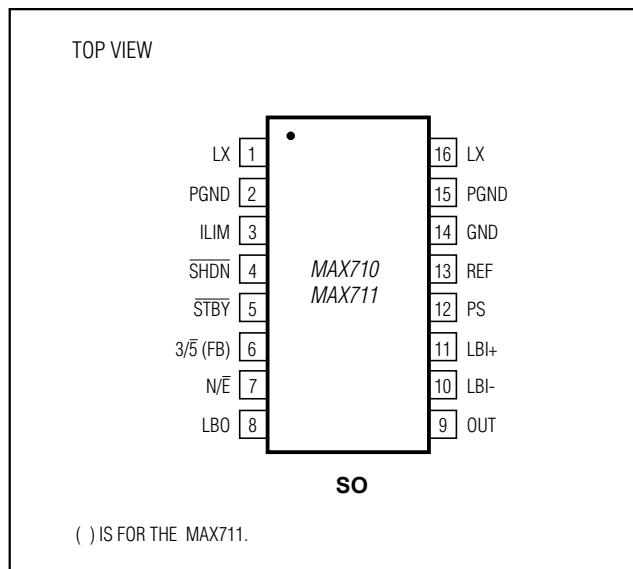 TOP VIEW
LX 1
PGND 2
ILIM 3
S̅H̅D̅N̅ 4
S̅T̅B̅Y̅ 5
3/5̅ (FB) 6
N/E̅ 7
LBO 8
16 LX
15 PGND
14 GND
13 REF
12 PS
11 LBI+
10 LBI-
9 OUT
MAX710
MAX711
SO
( ) IS FOR THE MAX711.